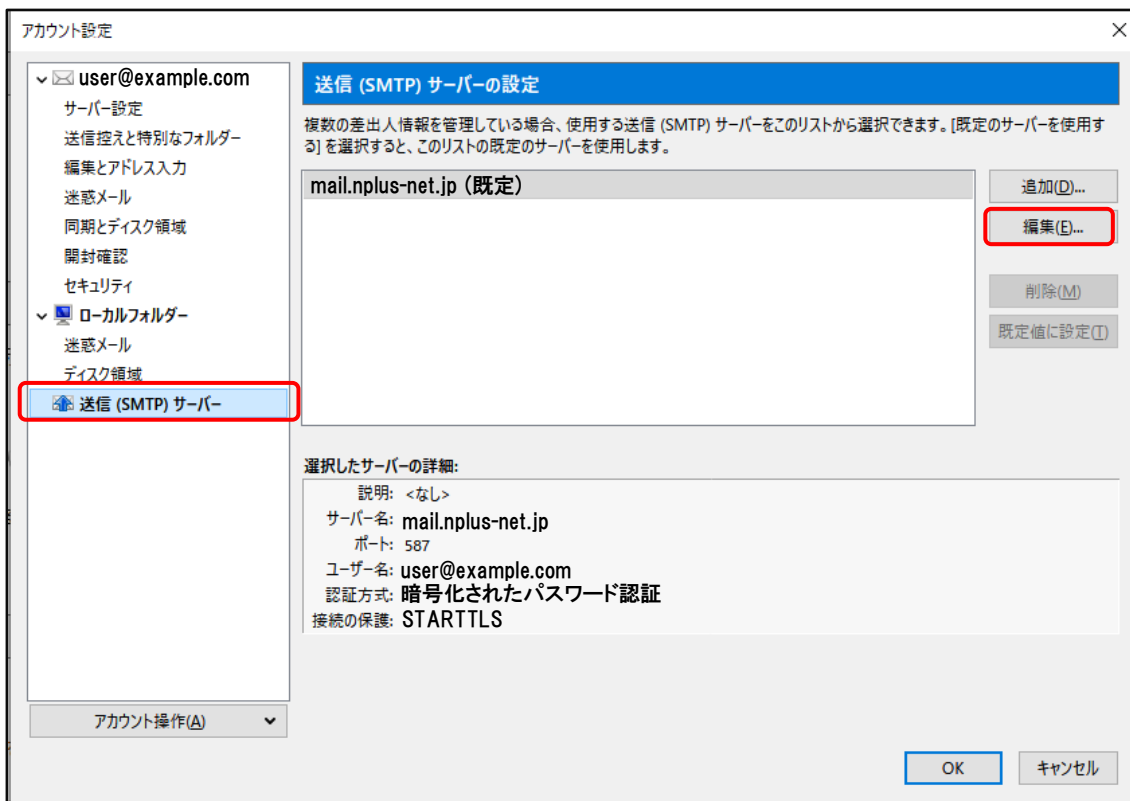 アカウント設定
user@example.com
サーバー設定
送信控えと特別なフォルダー
編集とアドレス入力
迷惑メール
同期とディスク領域
開封確認
セキュリティ
ローカルフォルダー
迷惑メール
ディスク領域
送信 (SMTP) サーバー
アカウント操作(A)
送信 (SMTP) サーバーの設定
複数の差出人情報を管理している場合、使用する送信 (SMTP) サーバーをこのリストから選択できます。[既定のサーバーを使用す
る] を選択すると、このリストの既定のサーバーを使用します。
mail.nplus-net.jp (既定)
追加(D)...
編集(E)...
削除(M)
既定値に設定(T)
選択したサーバーの詳細:
説明: <なし>
サーバー名: mail.nplus-net.jp
ポート: 587
ユーザー名: user@example.com
認証方式: 暗号化されたパスワード認証
接続の保護: STARTTLS
OK
キャンセル